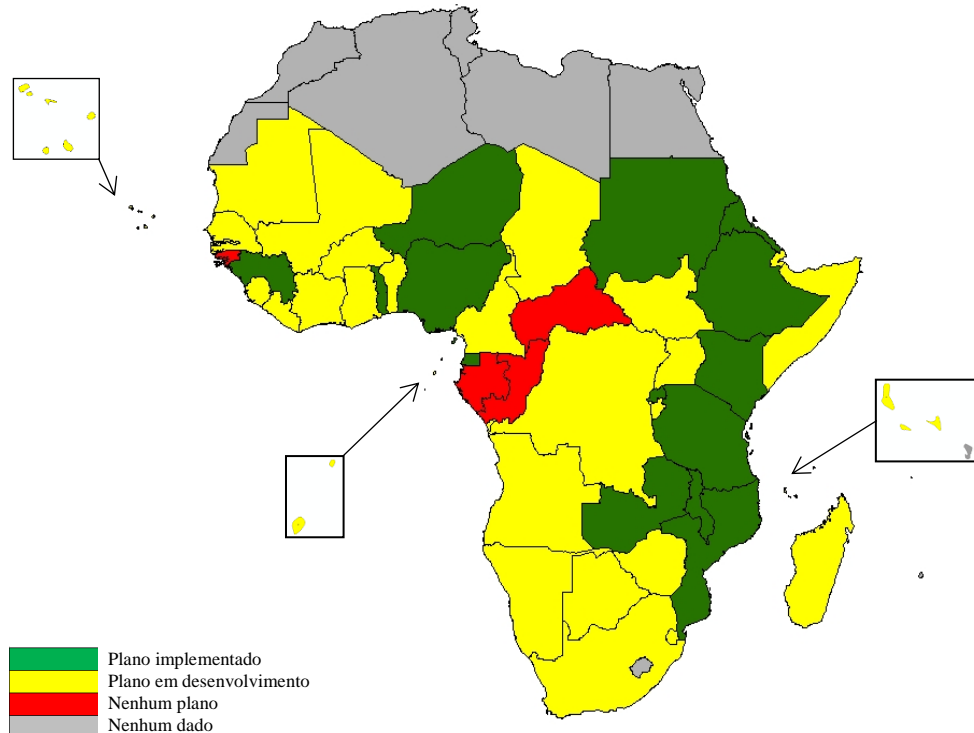 Plano implementado
Plano em desenvolvimento
Nenhum plano
Nenhum dado